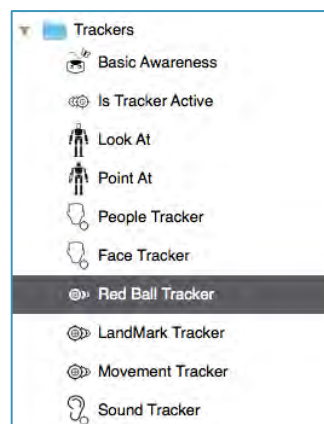 Trackers
Basic Awareness
Is Tracker Active
Look At
Point At
People Tracker
Face Tracker
Red Ball Tracker
LandMark Tracker
Movement Tracker
Sound Tracker